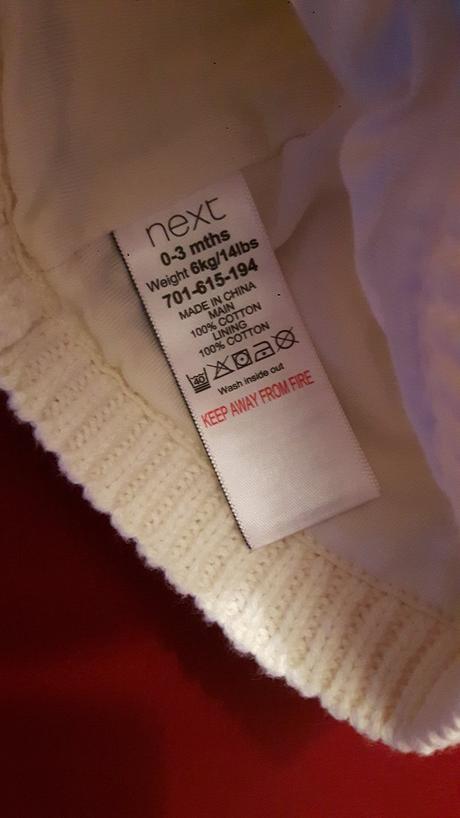 next
0-3 mths
Weight 6kg/14lbs
701-615-194
MADE IN CHINA
MAIN
100% COTTON
LINING
100% COTTON
40
Wash inside out
KEEP AWAY FROM FIRE